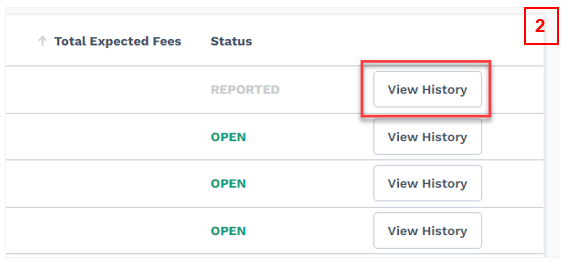 2
↑ Total Expected Fees Status
REPORTED View History
OPEN View History
OPEN View History
OPEN View History